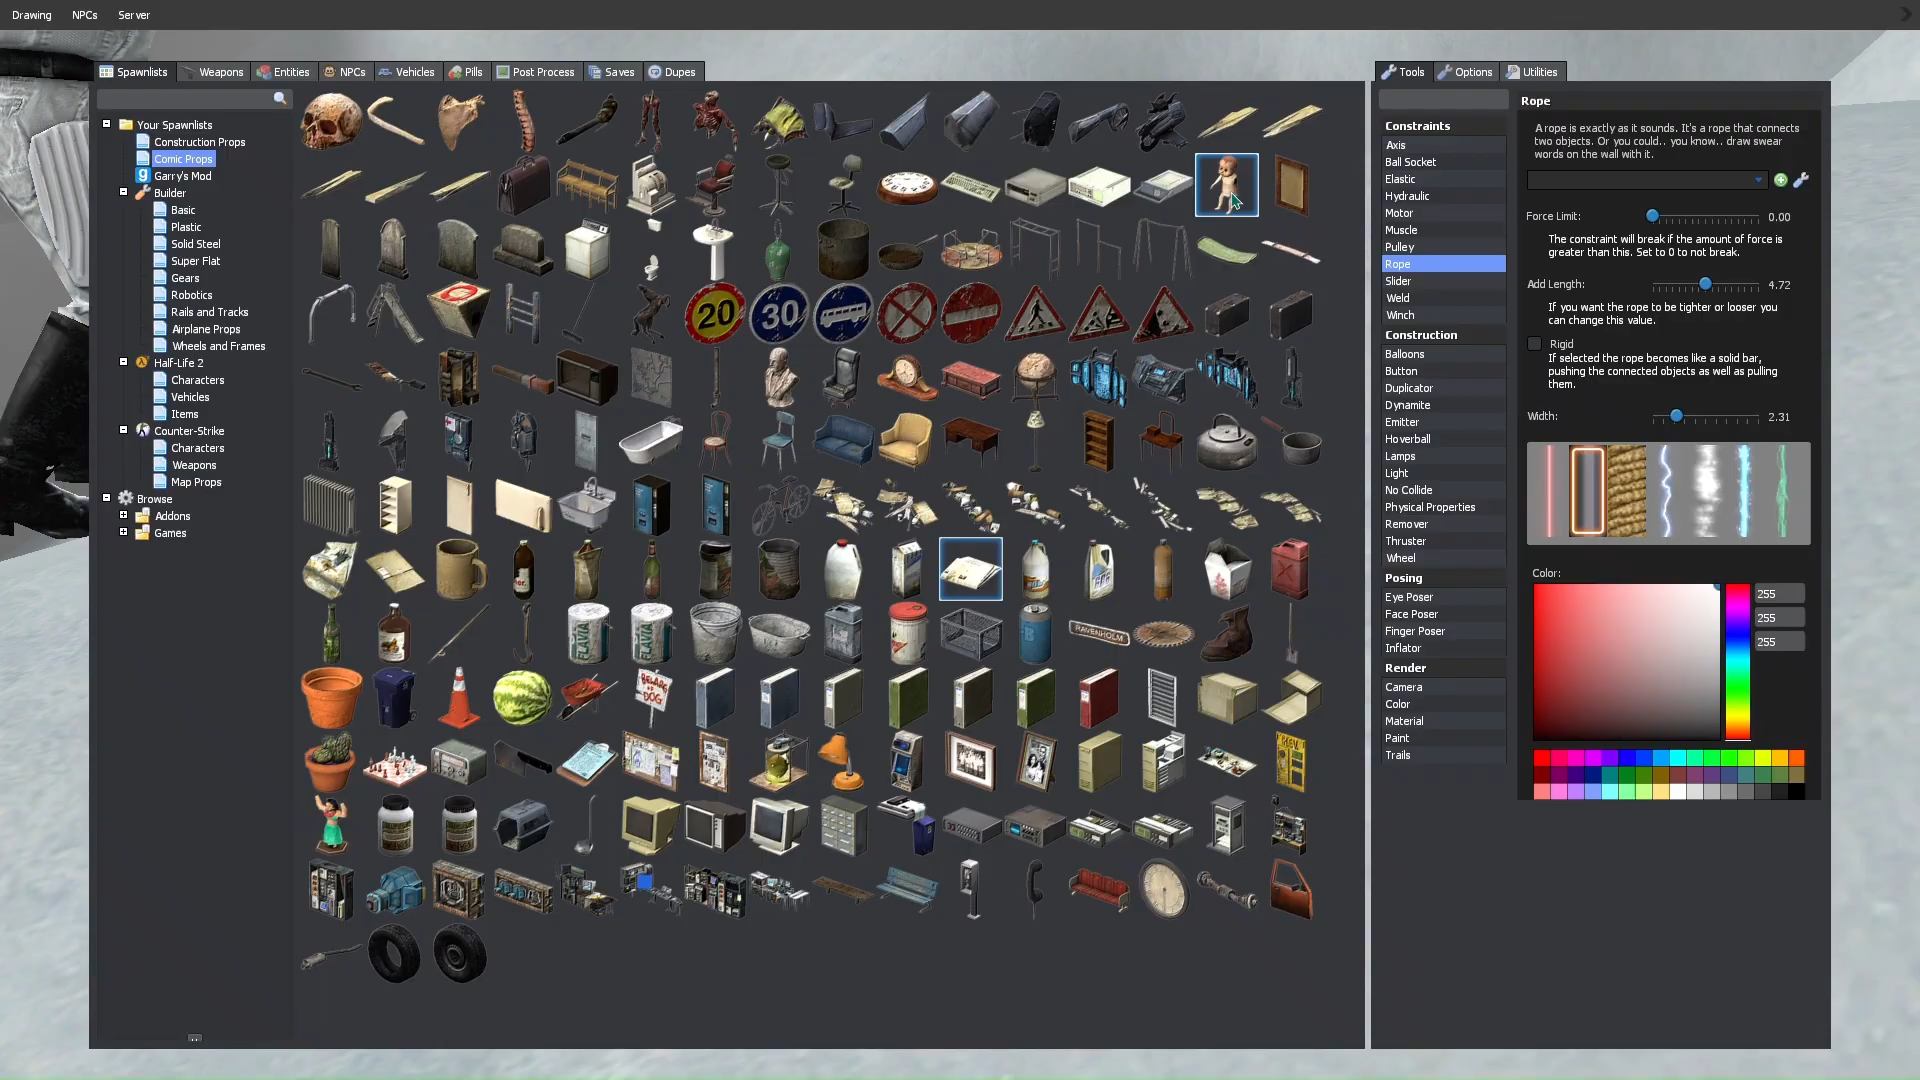 Drawing NPCs Server
Spawnlists Weapons Entities NPCs Vehicles Pills Post Process Saves Dupes
Your Spawnlists
Construction Props
Comic Props
Garry's Mod
Builder
Basic
Plastic
Solid Steel
Super Flat
Gears
Robotics
Rails and Tracks
Airplane Props
Wheels and Frames
Half-Life 2
Characters
Vehicles
Items
Counter-Strike
Characters
Weapons
Map Props
Browse
Addons
Games
20
30
FLAVIA
FLAVIA
RAVENHOLM
Tools Options Utilities
Constraints
Axis
Ball Socket
Elastic
Hydraulic
Motor
Muscle
Pulley
Rope
Slider
Weld
Winch
Construction
Balloons
Button
Duplicator
Dynamite
Emitter
Hoverball
Lamps
Light
No Collide
Physical Properties
Remover
Thruster
Wheel
Posing
Eye Poser
Face Poser
Finger Poser
Inflator
Render
Camera
Color
Material
Paint
Trails
Rope
A rope is exactly as it sounds. It's a rope that connects
two objects. Or you could.. you know.. draw swear
words on the wall with it.
Force Limit: 0.00
The constraint will break if the amount of force is
greater than this. Set to 0 to not break.
Add Length: 4.72
If you want the rope to be tighter or looser you
can change this value.
Rigid
If selected the rope becomes like a solid bar,
pushing the connected objects as well as pulling
them.
Width: 2.31
Color:
255
255
255